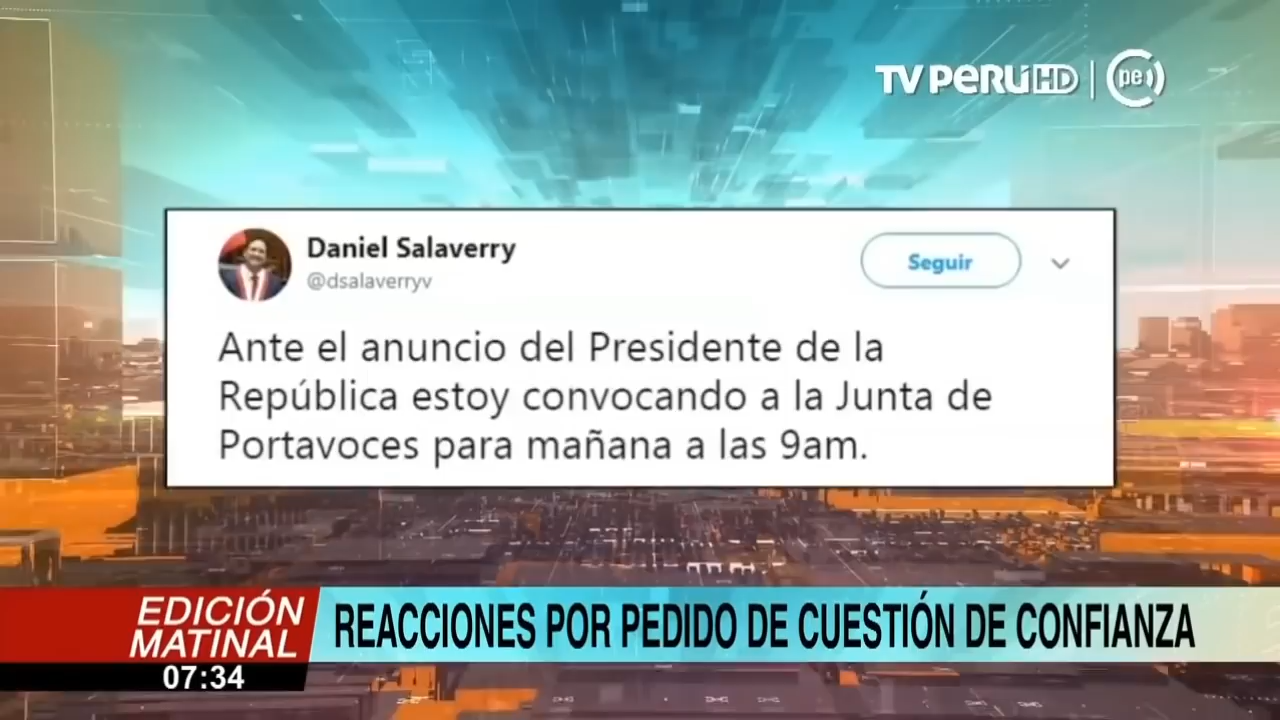 TV PERÚ HD | pe
Daniel Salaverry
@dsalaverryv
Seguir
Ante el anuncio del Presidente de la
República estoy convocando a la Junta de
Portavoces para mañana a las 9am.
EDICIÓN
MATINAL
07:34
REACCIONES POR PEDIDO DE CUESTIÓN DE CONFIANZA